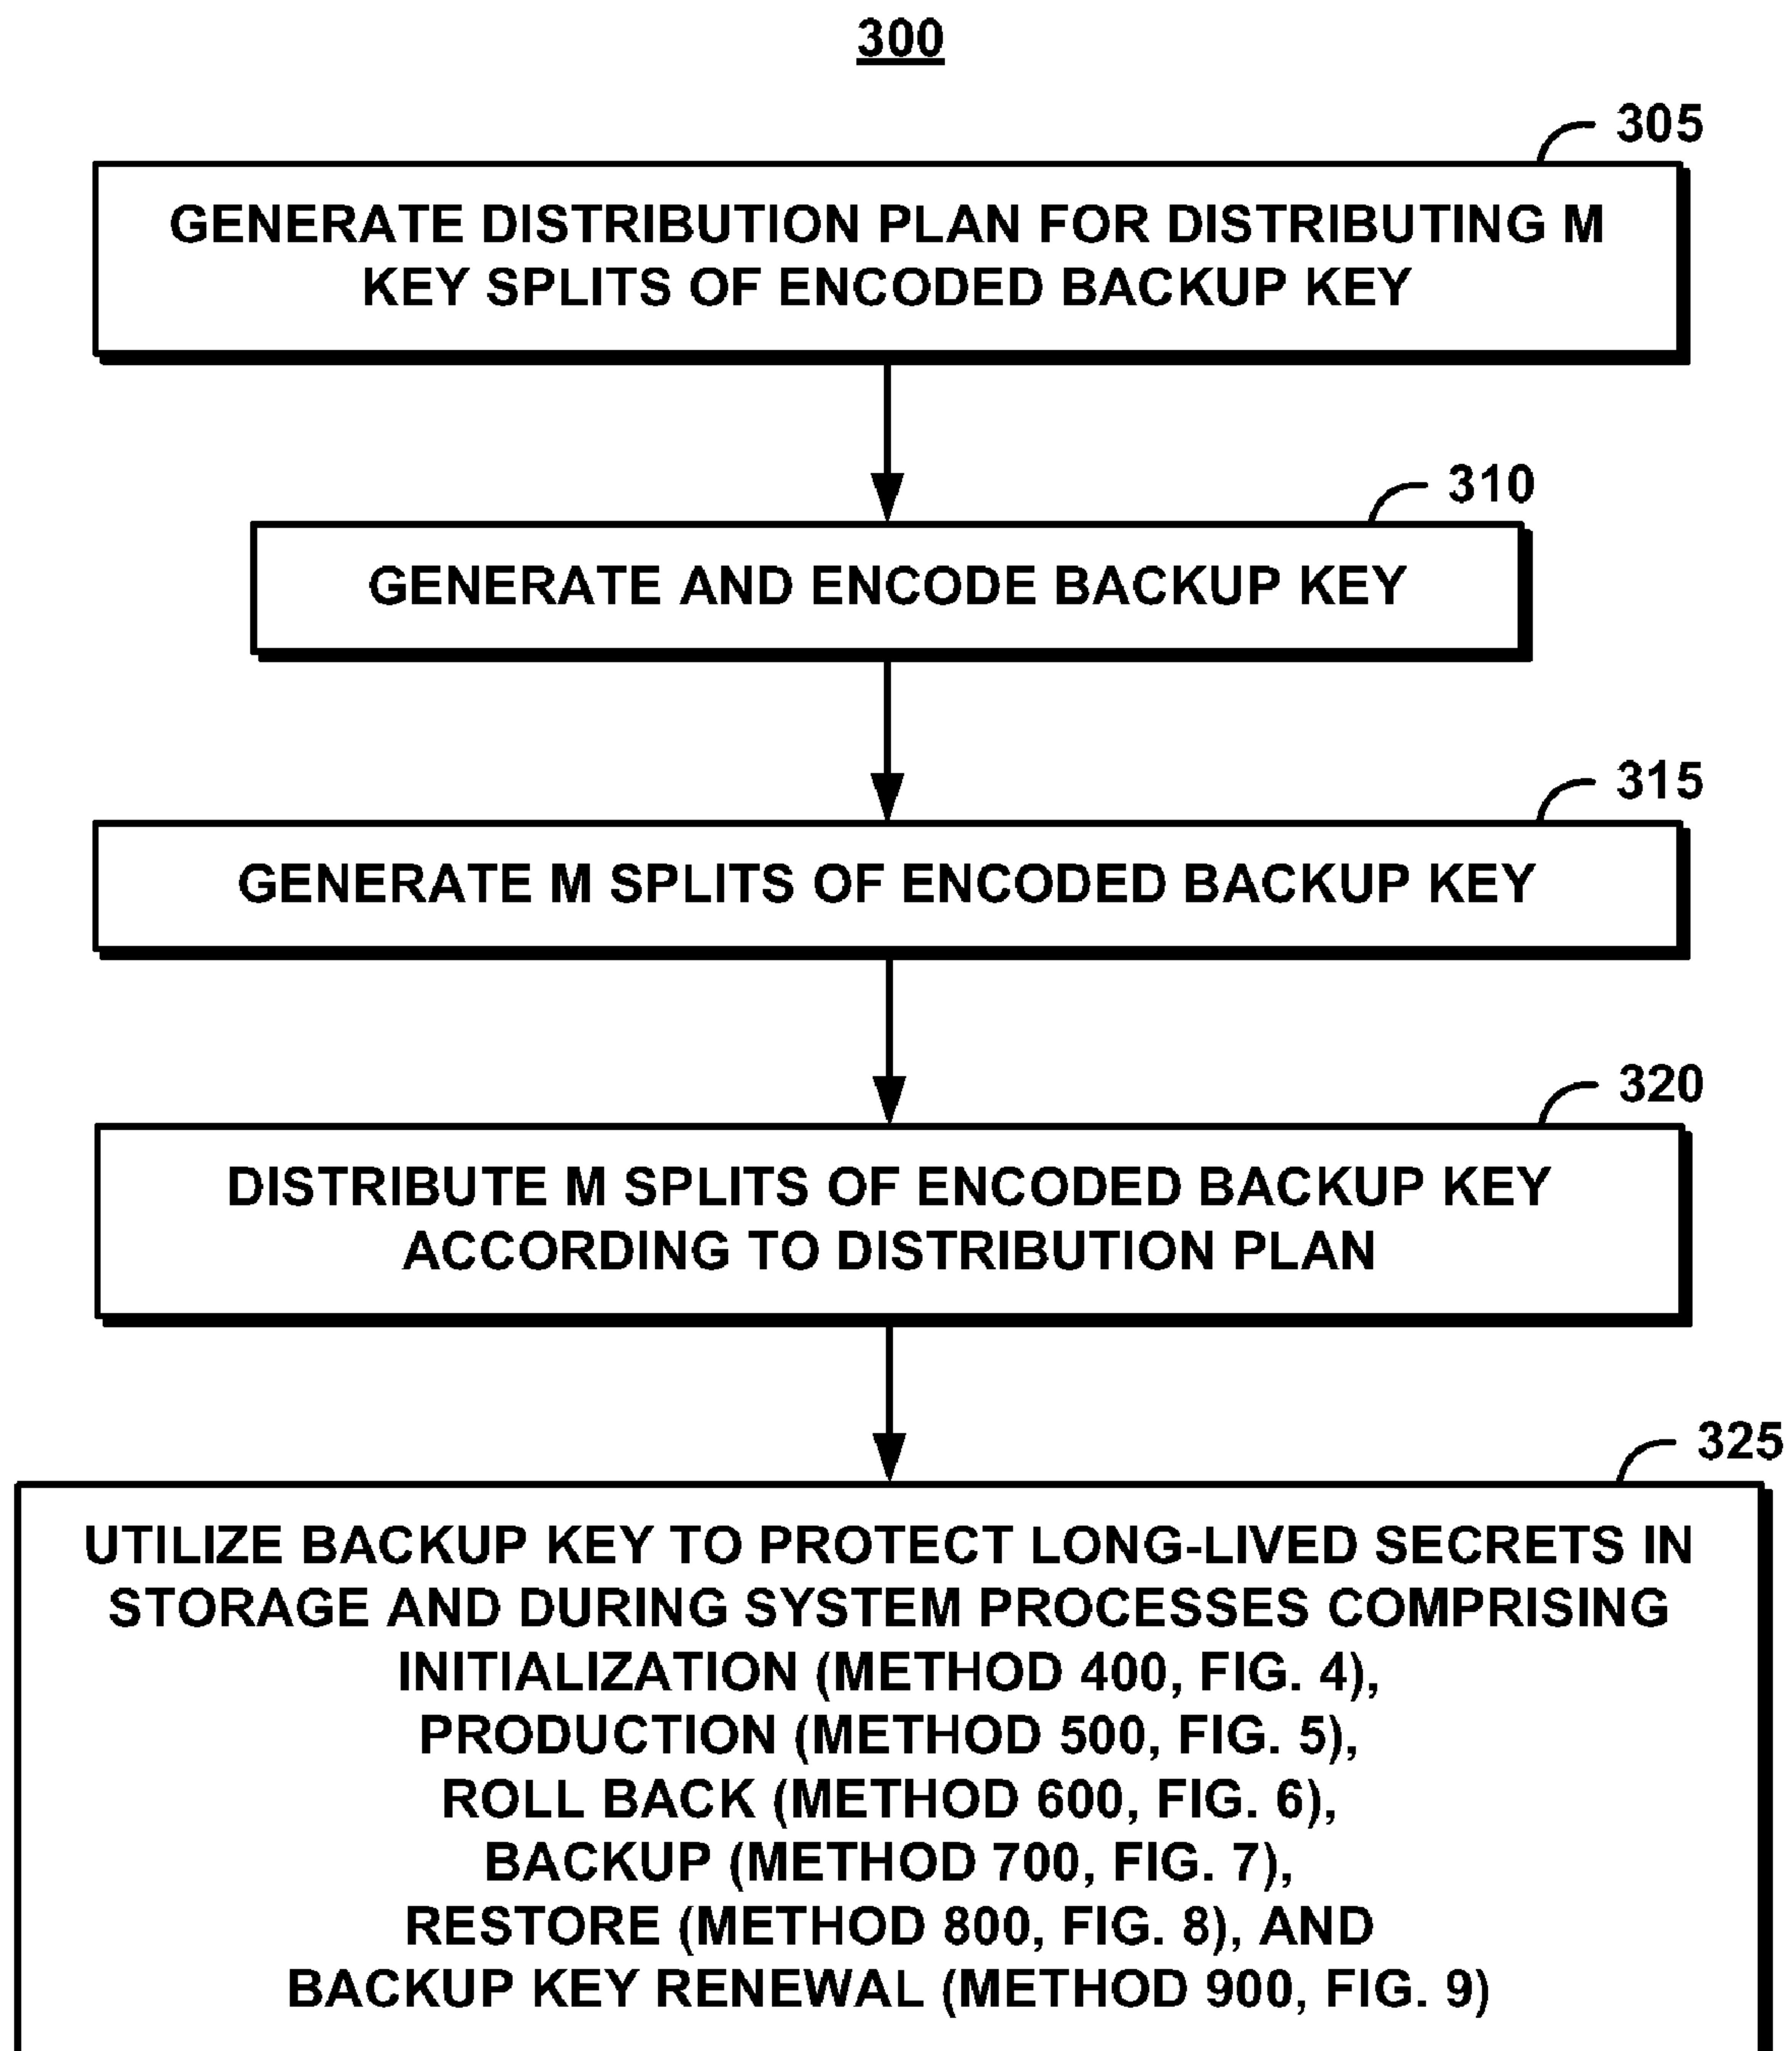 300
305
GENERATE DISTRIBUTION PLAN FOR DISTRIBUTING M
KEY SPLITS OF ENCODED BACKUP KEY
310
GENERATE AND ENCODE BACKUP KEY
315
GENERATE M SPLITS OF ENCODED BACKUP KEY
320
DISTRIBUTE M SPLITS OF ENCODED BACKUP KEY
ACCORDING TO DISTRIBUTION PLAN
325
UTILIZE BACKUP KEY TO PROTECT LONG-LIVED SECRETS IN
STORAGE AND DURING SYSTEM PROCESSES COMPRISING
INITIALIZATION (METHOD 400, FIG. 4),
PRODUCTION (METHOD 500, FIG. 5),
ROLL BACK (METHOD 600, FIG. 6),
BACKUP (METHOD 700, FIG. 7),
RESTORE (METHOD 800, FIG. 8), AND
BACKUP KEY RENEWAL (METHOD 900, FIG. 9)